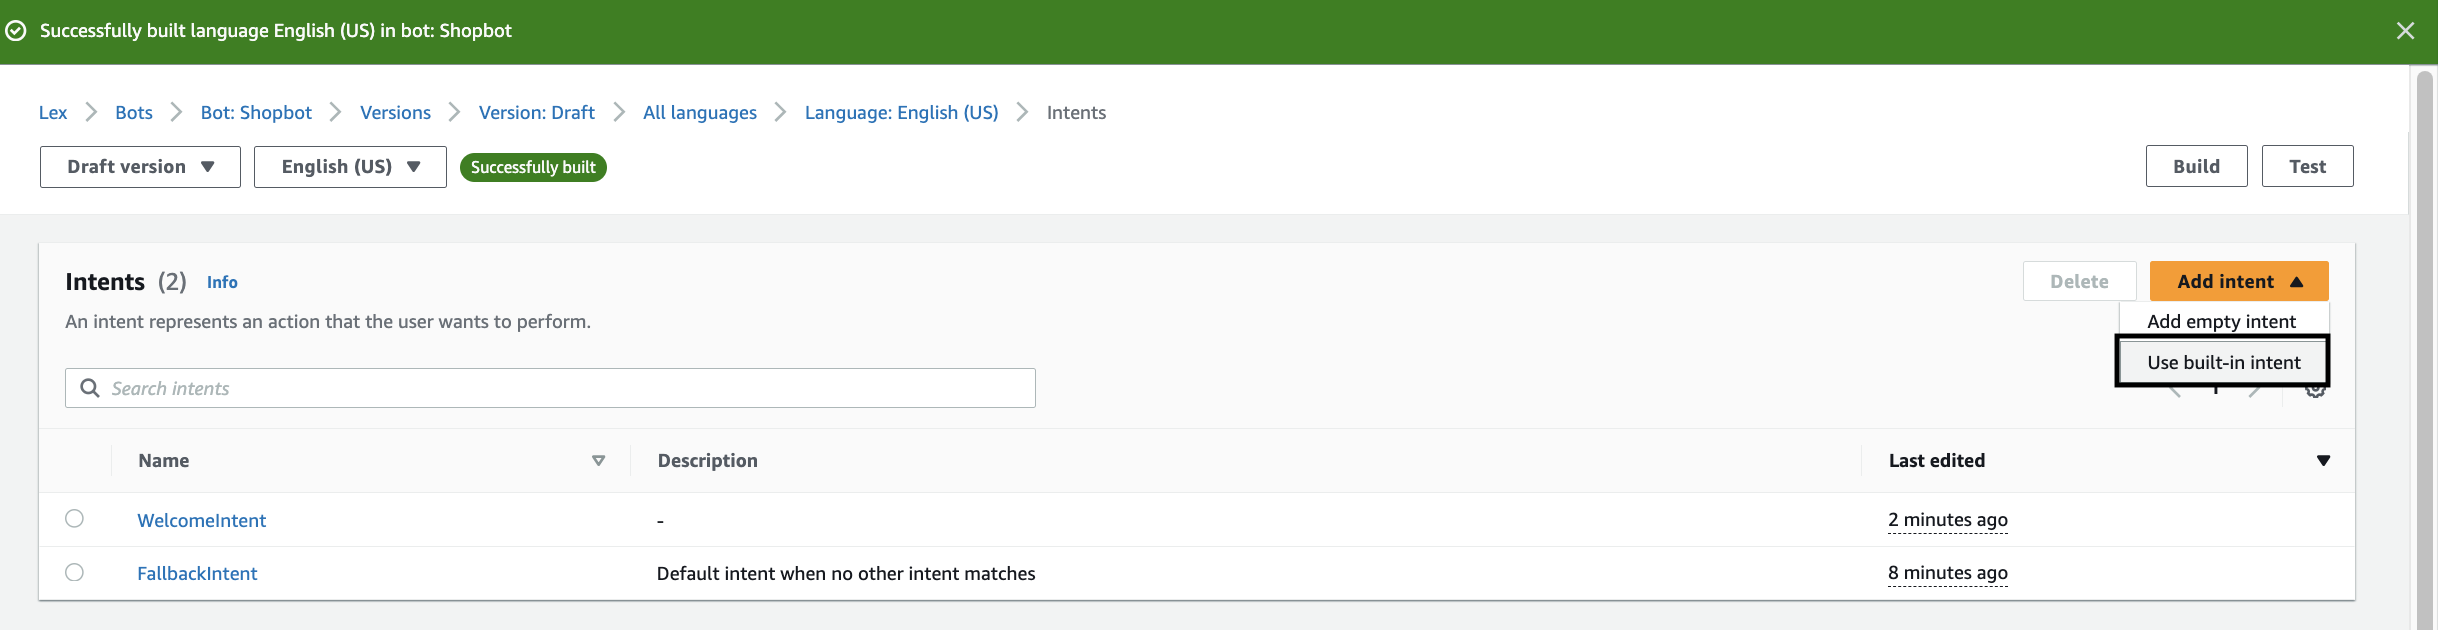 Successfully built language English (US) in bot: Shopbot
Lex Bots Bot: Shopbot Versions Version: Draft All languages Language: English (US) Intents
Draft version English (US) Successfully built Build Test
Intents (2) Info Delete Add intent
An intent represents an action that the user wants to perform. Add empty intent
Use built-in intent
Search intents
Name Description Last edited
WelcomeIntent - 2 minutes ago
FallbackIntent Default intent when no other intent matches 8 minutes ago